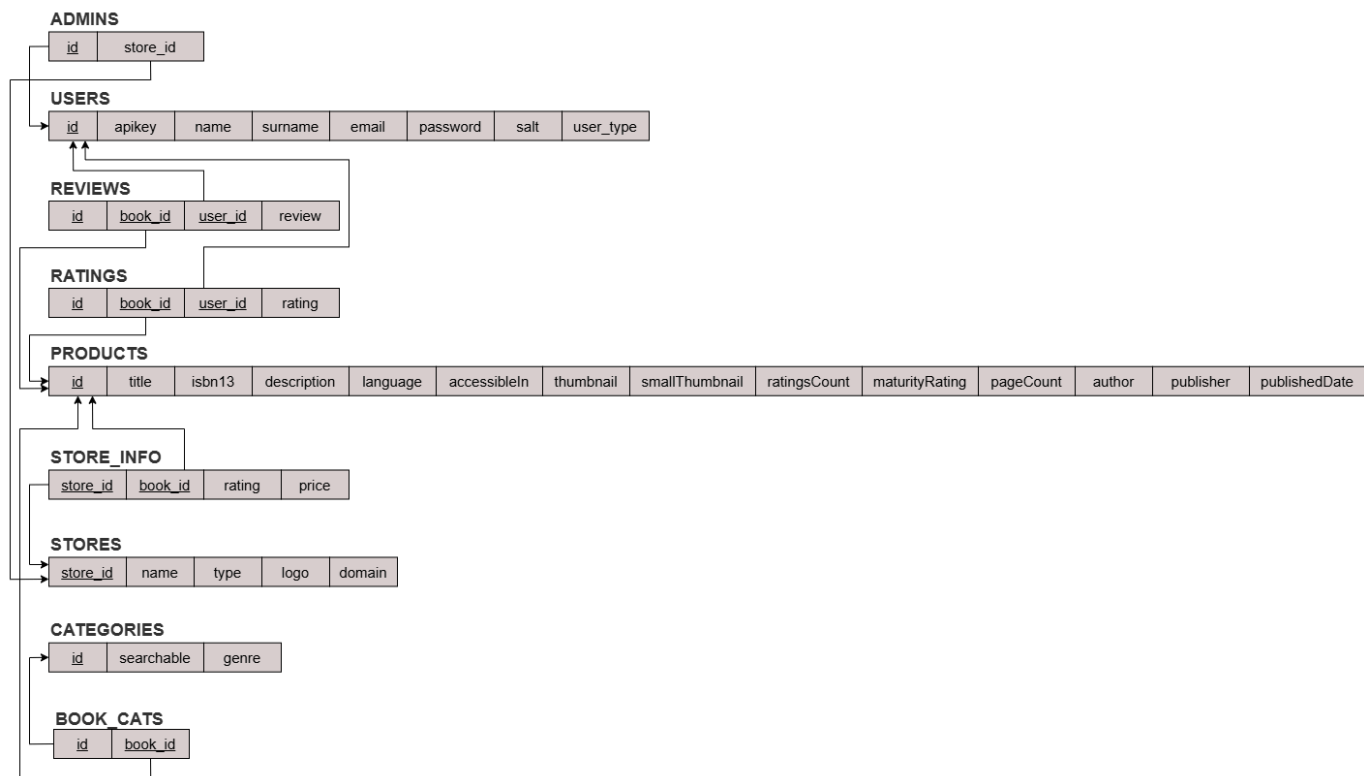 ADMINS
id store_id
USERS
id apikey name surname email password salt user_type
REVIEWS
id book_id user_id review
RATINGS
id book_id user_id rating
PRODUCTS
id title isbn13 description language accessibleIn thumbnail smallThumbnail ratingsCount maturityRating pageCount author publisher publishedDate
STORE_INFO
store_id book_id rating price
STORES
store_id name type logo domain
CATEGORIES
id searchable genre
BOOK_CATS
id book_id